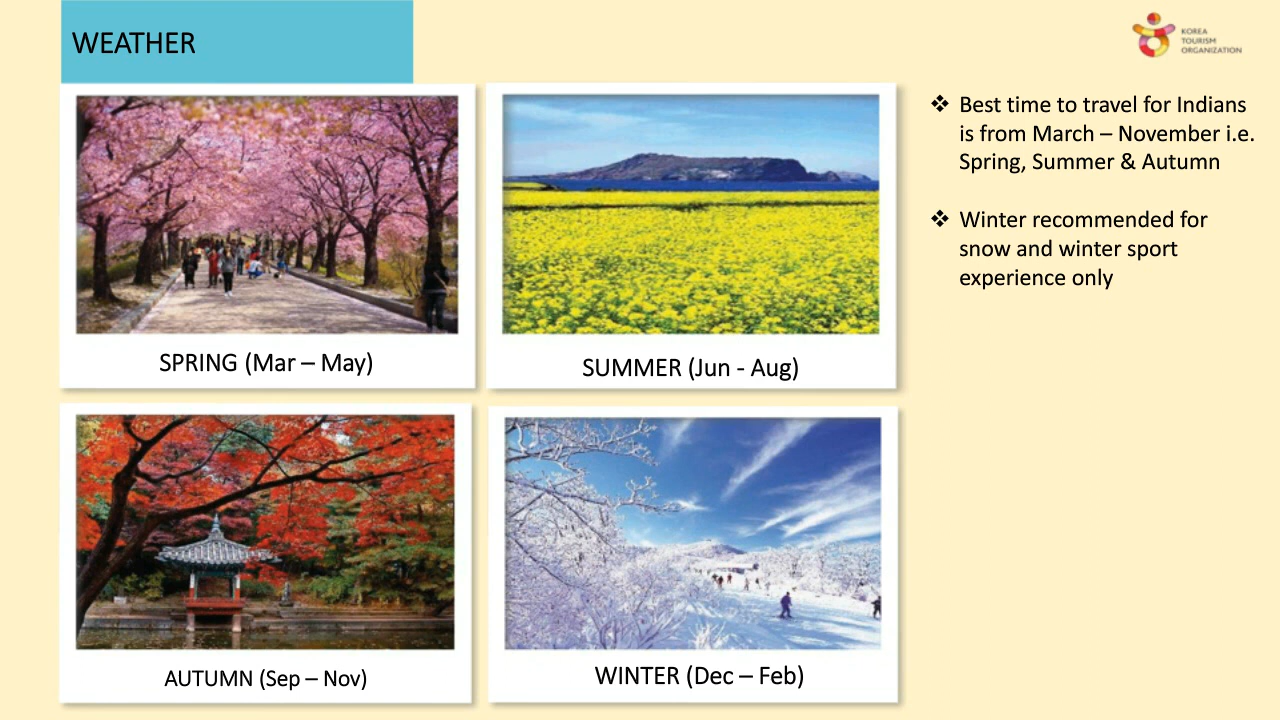 WEATHER
KOREA
TOURISM
ORGANIZATION
SPRING (Mar – May)
SUMMER (Jun - Aug)
AUTUMN (Sep – Nov)
WINTER (Dec – Feb)
❖ Best time to travel for Indians
is from March – November i.e.
Spring, Summer & Autumn
❖ Winter recommended for
snow and winter sport
experience only